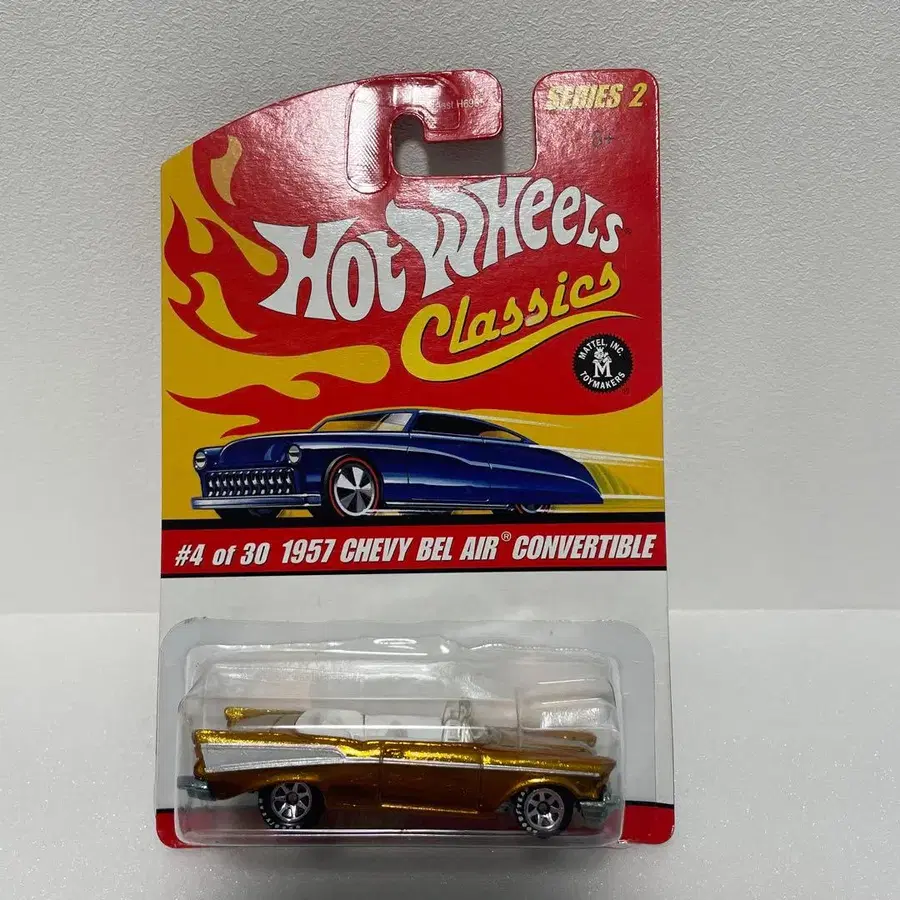 SERIES 2
HOT WHEELS
Classics
MATTEL, INC.
M
TOYMAKERS
#4 of 30 1957 CHEVY BEL AIR® CONVERTIBLE